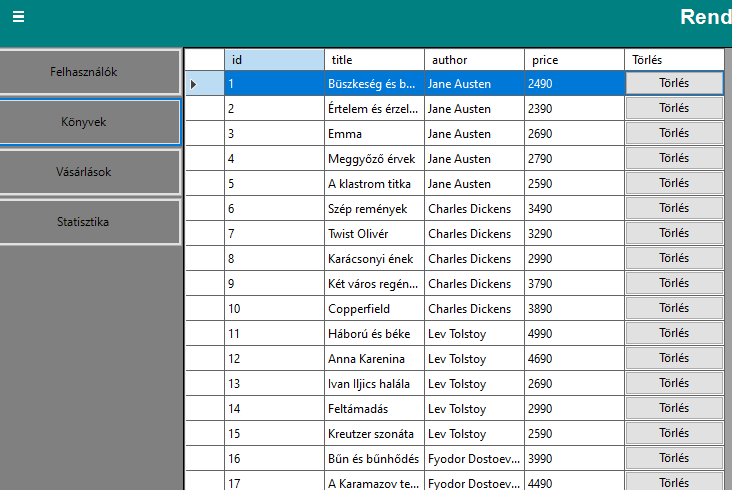 ☰ Rend
Felhasználók
Könyvek
Vásárlások
Statisztika
id title author price Törlés
1 Büszkeség és b... Jane Austen 2490 Törlés
2 Értelem és érzel... Jane Austen 2390 Törlés
3 Emma Jane Austen 2690 Törlés
4 Meggyőző érvek Jane Austen 2790 Törlés
5 A klastrom titka Jane Austen 2590 Törlés
6 Szép remények Charles Dickens 3490 Törlés
7 Twist Olivér Charles Dickens 3290 Törlés
8 Karácsonyi ének Charles Dickens 2990 Törlés
9 Két város regén... Charles Dickens 3790 Törlés
10 Copperfield Charles Dickens 3890 Törlés
11 Háború és béke Lev Tolstoy 4990 Törlés
12 Anna Karenina Lev Tolstoy 4690 Törlés
13 Ivan Iljics halála Lev Tolstoy 2690 Törlés
14 Feltámadás Lev Tolstoy 2990 Törlés
15 Kreutzer szonáta Lev Tolstoy 2590 Törlés
16 Bűn és bűnhődés Fyodor Dostoev... 3990 Törlés
17 A Karamazov te... Fyodor Dostoev... 4490 Törlés